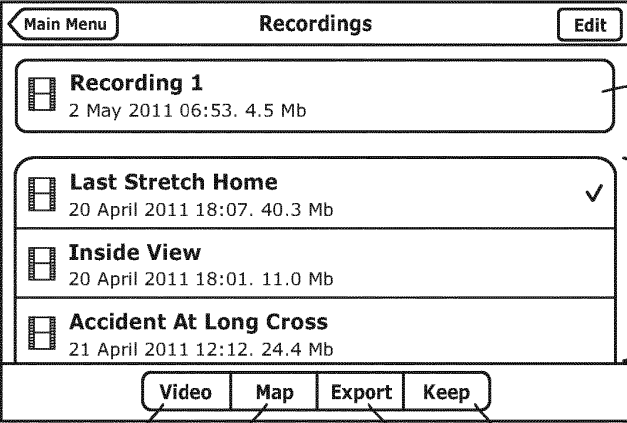 Main Menu Recordings Edit
Recording 1
2 May 2011 06:53. 4.5 Mb
Last Stretch Home
20 April 2011 18:07. 40.3 Mb
Inside View
20 April 2011 18:01. 11.0 Mb
Accident At Long Cross
21 April 2011 12:12. 24.4 Mb
Video Map Export Keep